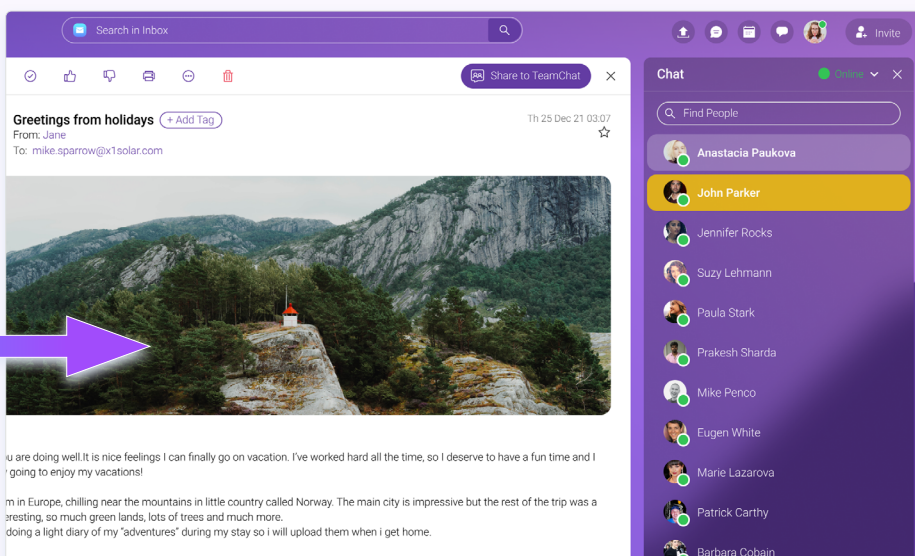 Search in Inbox
Invite
Share to TeamChat
Chat
Online
Greetings from holidays
+ Add Tag
Th 25 Dec 21 03:07
From: Jane
To: mike.sparrow@x1solar.com
Find People
Anastacia Paukova
John Parker
Jennifer Rocks
Suzy Lehmann
Paula Stark
Prakesh Sharda
Mike Penco
Eugen White
Marie Lazarova
Patrick Carthy
Barbara Cobain
u are doing well.It is nice feelings I can finally go on vacation. I've worked hard all the time, so I deserve to have a fun time and I
going to enjoy my vacations!
m in Europe, chilling near the mountains in little country called Norway. The main city is impressive but the rest of the trip was a
eresting, so much green lands, lots of trees and much more.
doing a light diary of my "adventures" during my stay so i will upload them when i get home.